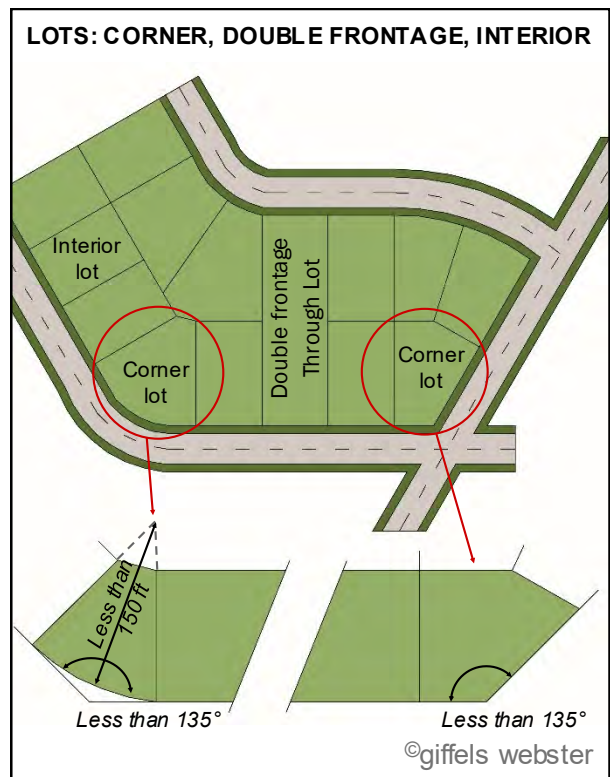 LOTS: CORNER, DOUBLE FRONTAGE, INTERIOR
Interior
lot
Double frontage
Through Lot
Corner
lot
Corner
lot
Less than
150 ft
Less than 135°
Less than 135°
©giffels webster